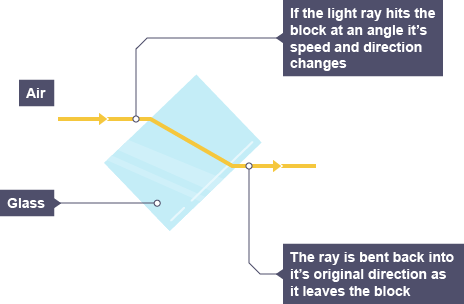 If the light ray hits the
block at an angle it's
speed and direction
changes
Air
Glass
The ray is bent back into
it's original direction as
it leaves the block